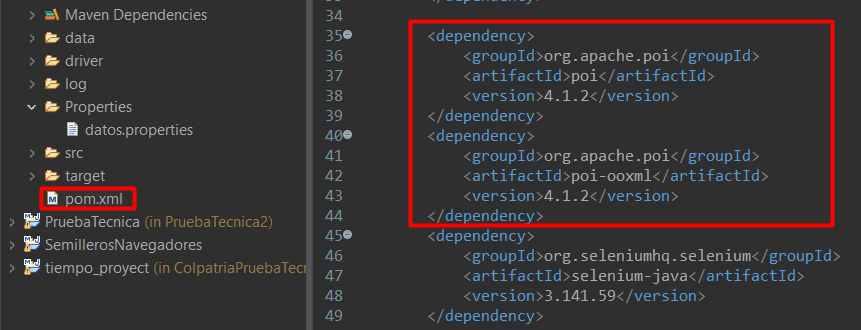 Maven Dependencies
data
driver
log
Properties
datos.properties
src
target
pom.xml
PruebaTecnica (in PruebaTecnica2)
SemillerosNavegadores
tiempo_proyect (in ColpatriaPruebaTecn
34
35 <dependency>
36 <groupId>org.apache.poi</groupId>
37 <artifactId>poi</artifactId>
38 <version>4.1.2</version>
39 </dependency>
40 <dependency>
41 <groupId>org.apache.poi</groupId>
42 <artifactId>poi-ooxml</artifactId>
43 <version>4.1.2</version>
44 </dependency>
45 <dependency>
46 <groupId>org.seleniumhq.selenium</groupId>
47 <artifactId>selenium-java</artifactId>
48 <version>3.141.59</version>
49 </dependency>